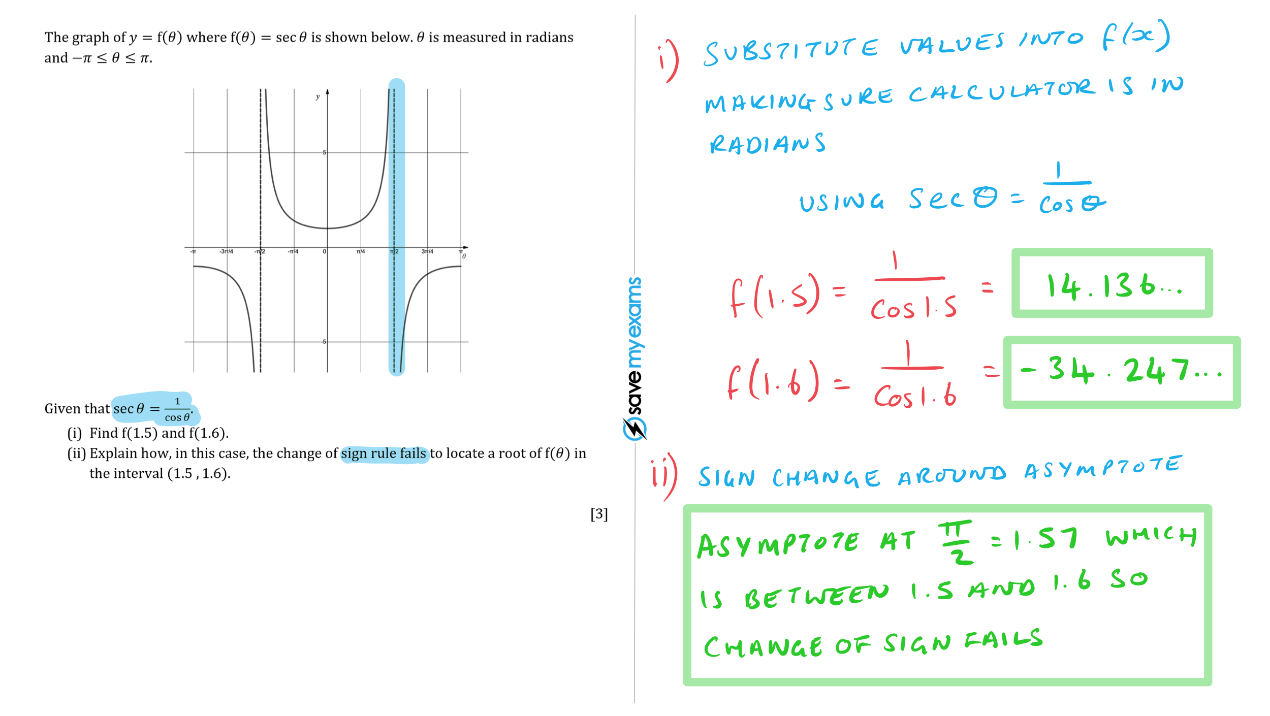 The graph of y = f(θ) where f(θ) = sec θ is shown below. θ is measured in radians
and −π ≤ θ ≤ π.
y
5
-π -3π/4 -π/2 -π/4 0 π/4 π/2 3π/4 π
θ
-5
Given that sec θ = 1/cos θ.
(i) Find f(1.5) and f(1.6).
(ii) Explain how, in this case, the change of sign rule fails to locate a root of f(θ) in
the interval (1.5 , 1.6).
[3]
savemyexams
i) SUBSTITUTE VALUES INTO f(x)
MAKING SURE CALCULATOR IS IN
RADIANS
USING SEC θ = 1/COS θ
f(1.5) = 1/COS 1.5 = 14.136...
f(1.6) = 1/COS 1.6 = -34.247...
ii) SIGN CHANGE AROUND ASYMPTOTE
ASYMPTOTE AT π/2 = 1.57 WHICH
IS BETWEEN 1.5 AND 1.6 SO
CHANGE OF SIGN FAILS